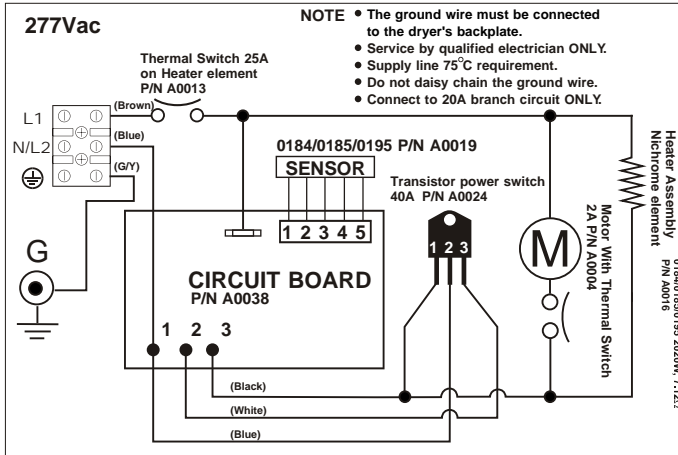 277Vac
NOTE • The ground wire must be connected
to the dryer's backplate.
• Service by qualified electrician ONLY.
• Supply line 75°C requirement.
• Do not daisy chain the ground wire.
• Connect to 20A branch circuit ONLY.
Thermal Switch 25A
on Heater element
P/N A0013
L1
(Brown)
N/L2
(Blue)
(G/Y)
G
0184/0185/0195 P/N A0019
SENSOR
1 2 3 4 5
Transistor power switch
40A P/N A0024
1 2 3
CIRCUIT BOARD
P/N A0038
1 2 3
(Black)
(White)
(Blue)
M
Motor With Thermal Switch
2A P/N A0004
Heater Assembly
Nichrome element
P/N A0016